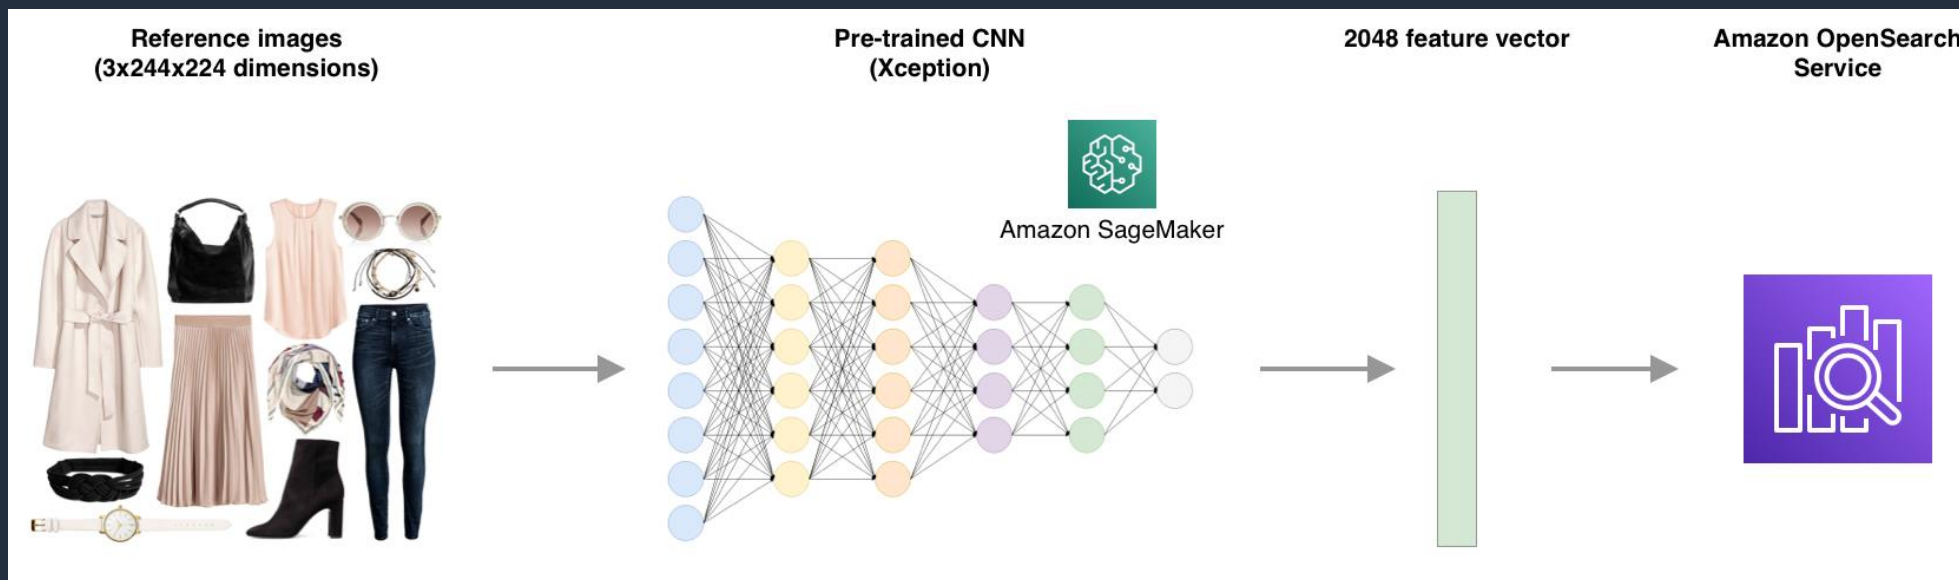 Reference images
(3x244x224 dimensions)
Pre-trained CNN
(Xception)
2048 feature vector
Amazon OpenSearch
Service
Amazon SageMaker